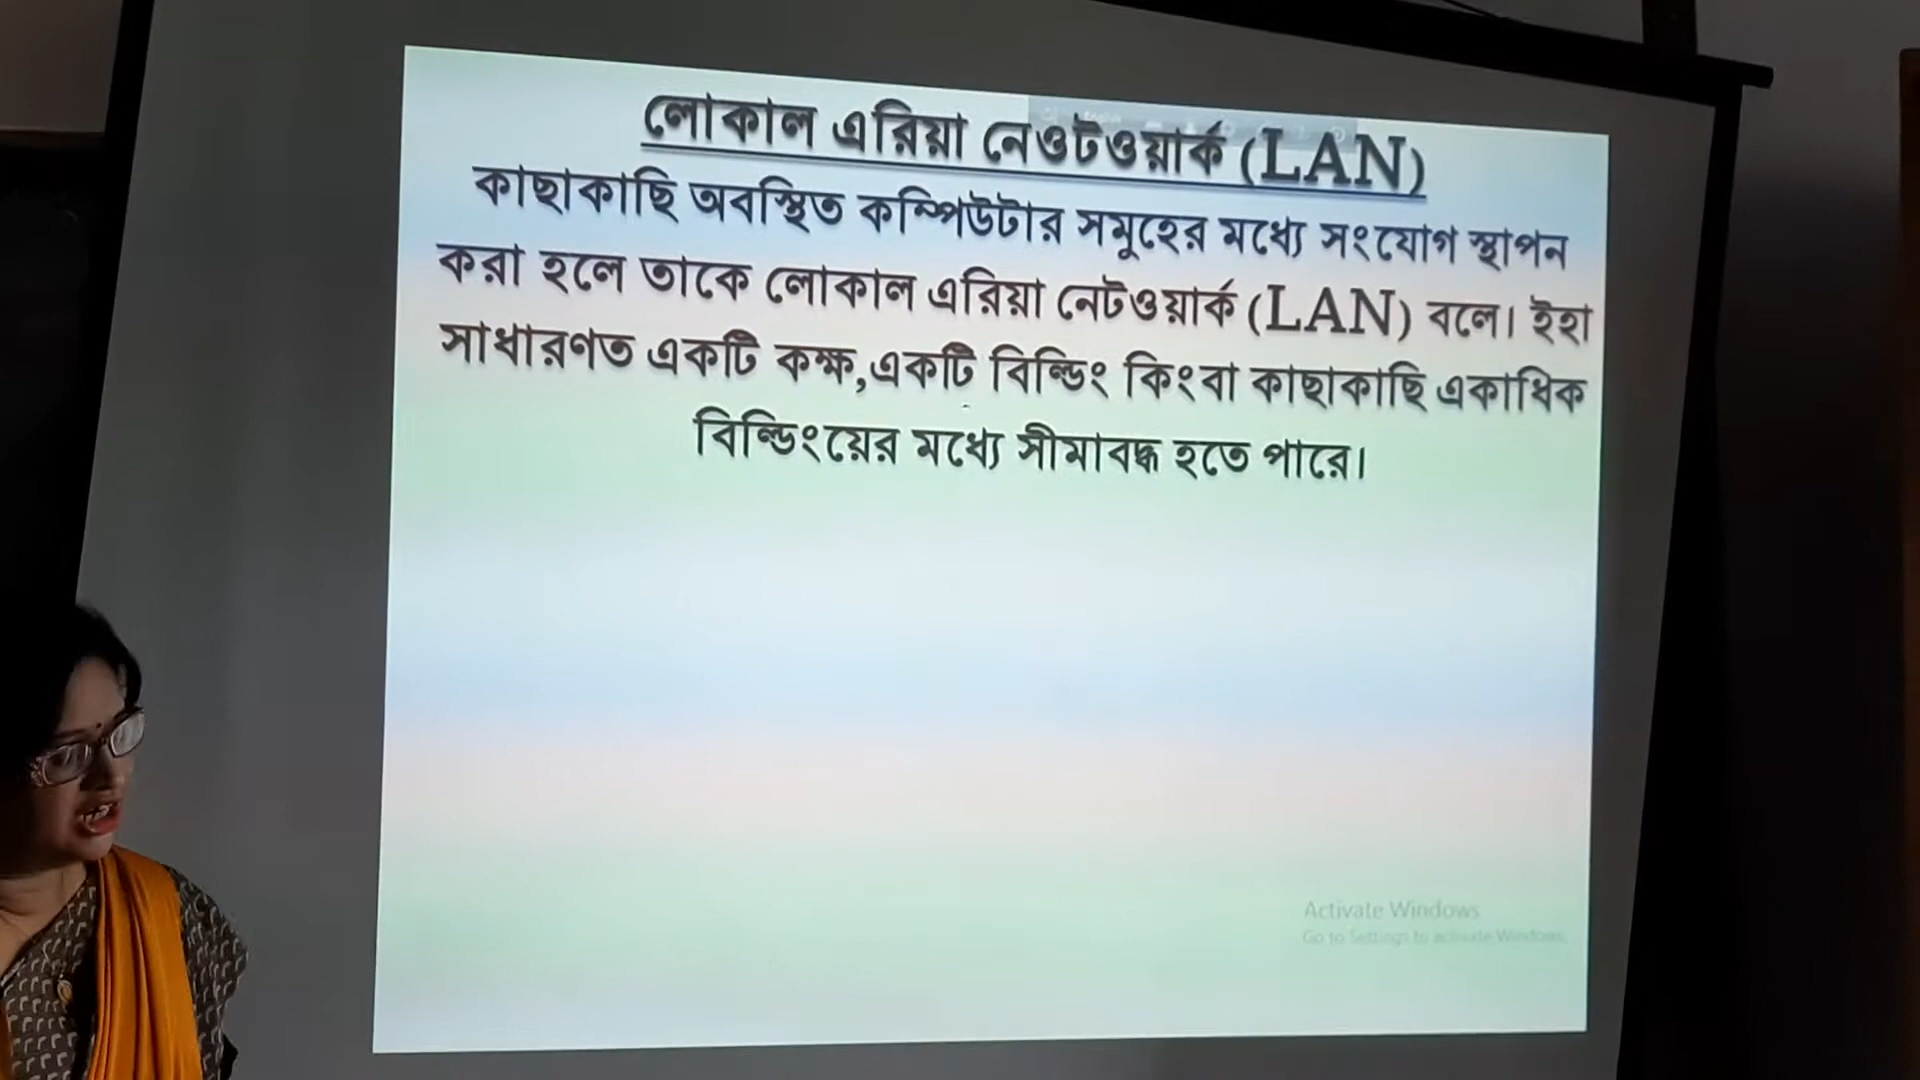 লোকাল এরিয়া নেওটওয়ার্ক (LAN)
কাছাকাছি অবস্থিত কম্পিউটার সমুহের মধ্যে সংযোগ স্থাপন
করা হলে তাকে লোকাল এরিয়া নেটওয়ার্ক (LAN) বলে। ইহা
সাধারণত একটি কক্ষ,একটি বিল্ডিং কিংবা কাছাকাছি একাধিক
বিল্ডিংয়ের মধ্যে সীমাবদ্ধ হতে পারে।
Activate Windows
Go to Settings to activate Windows.